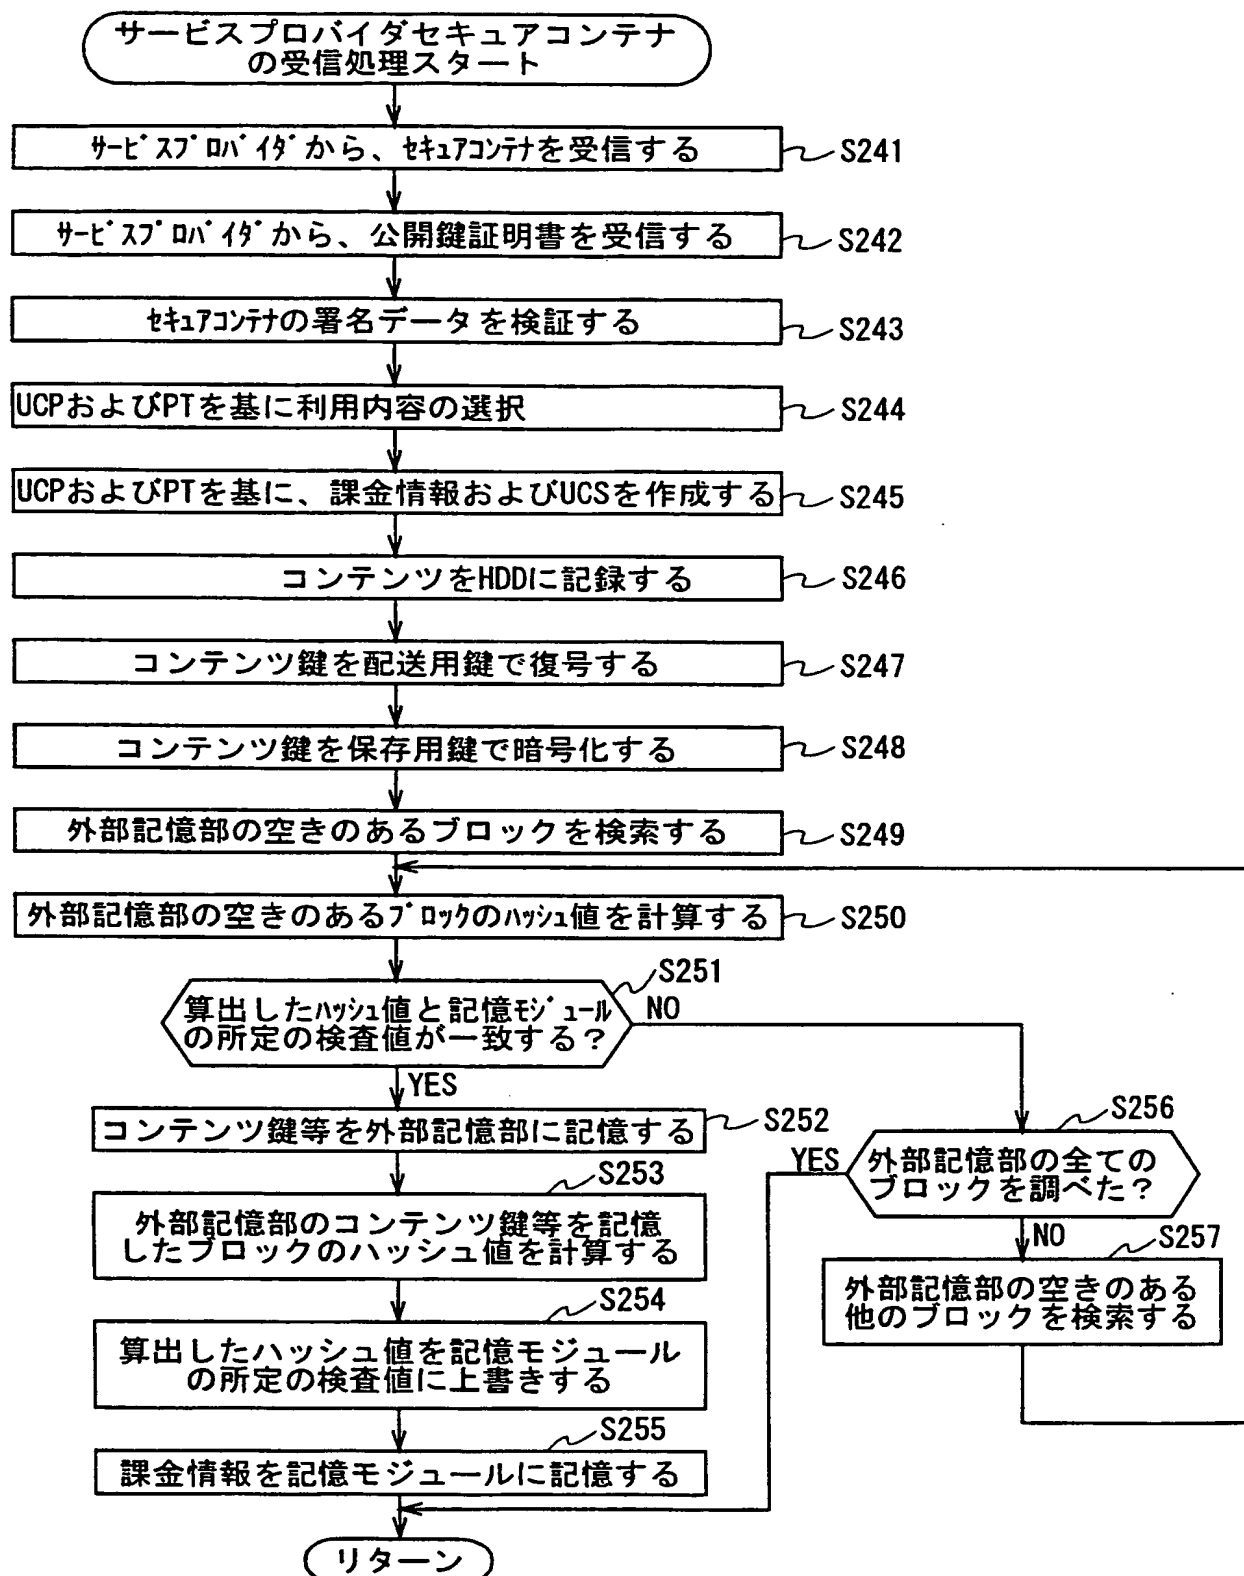 サービスプロバイダセキュアコンテナ
の受信処理スタート
サービスプロバイダから、セキュアコンテナを受信する
S241
サービスプロバイダから、公開鍵証明書を受信する
S242
セキュアコンテナの署名データを検証する
S243
UCPおよびPTを基に利用内容の選択
S244
UCPおよびPTを基に、課金情報およびUCSを作成する
S245
コンテンツをHDDに記録する
S246
コンテンツ鍵を配送用鍵で復号する
S247
コンテンツ鍵を保存用鍵で暗号化する
S248
外部記憶部の空きのあるブロックを検索する
S249
外部記憶部の空きのあるブロックのハッシュ値を計算する
S250
S251
算出したハッシュ値と記憶モジュール
の所定の検査値が一致する?
NO
YES
コンテンツ鍵等を外部記憶部に記憶する
S252
S253
外部記憶部のコンテンツ鍵等を記憶
したブロックのハッシュ値を計算する
S254
算出したハッシュ値を記憶モジュール
の所定の検査値に上書きする
S255
課金情報を記憶モジュールに記憶する
S256
YES
外部記憶部の全ての
ブロックを調べた?
NO
S257
外部記憶部の空きのある
他のブロックを検索する
リターン